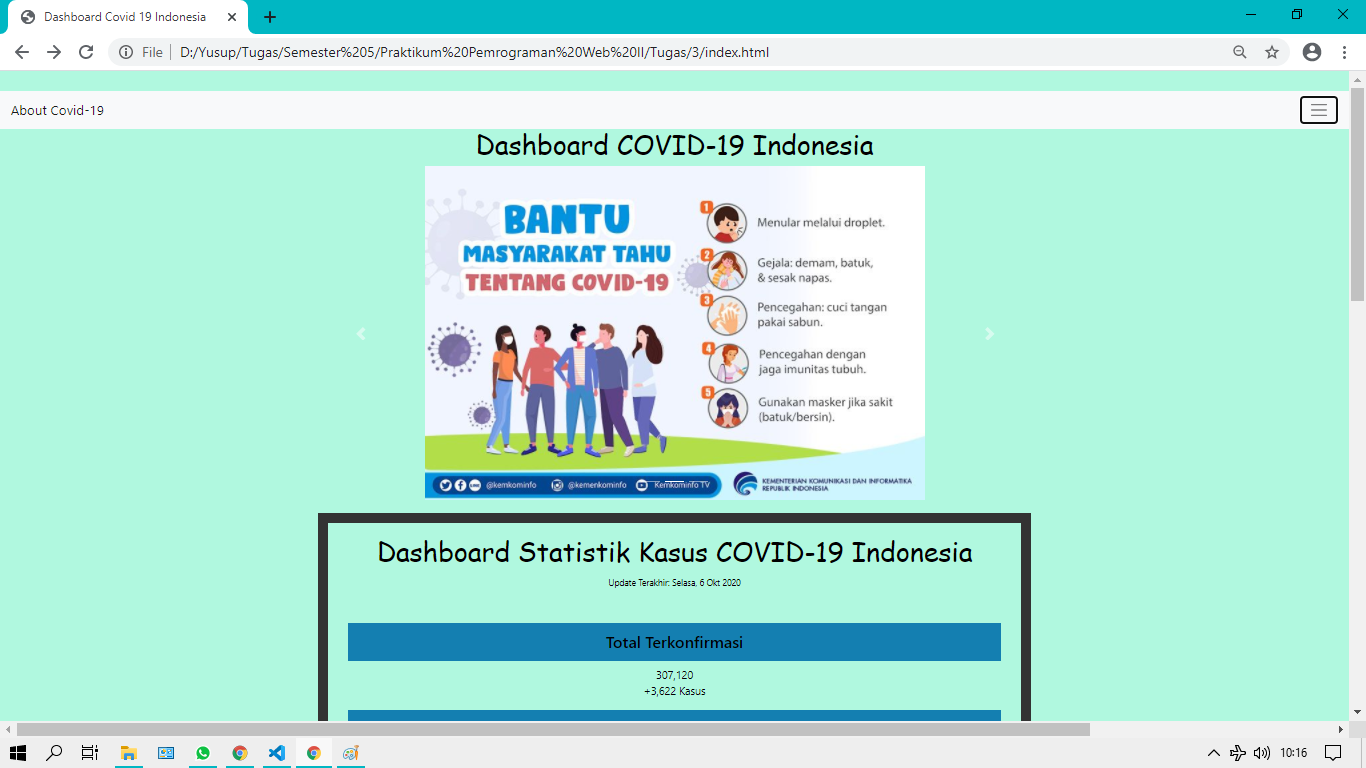 Dashboard Covid 19 Indonesia
File
D:/Yusup/Tugas/Semester%205/Praktikum%20Pemrograman%20Web%20II/Tugas/3/index.html
About Covid-19
Dashboard COVID-19 Indonesia
BANTU
MASYARAKAT TAHU
TENTANG COVID-19
1
Menular melalui droplet.
2
Gejala: demam, batuk,
& sesak napas.
3
Pencegahan: cuci tangan
pakai sabun.
4
Pencegahan dengan
jaga imunitas tubuh.
5
Gunakan masker jika sakit
(batuk/bersin).
@kemkominfo
@kemenkominfo
Kemkominfo TV
KEMENTERIAN KOMUNIKASI DAN INFORMATIKA
REPUBLIK INDONESIA
Dashboard Statistik Kasus COVID-19 Indonesia
Update Terakhir: Selasa, 6 Okt 2020
Total Terkonfirmasi
307,120
+3,622 Kasus
10:16